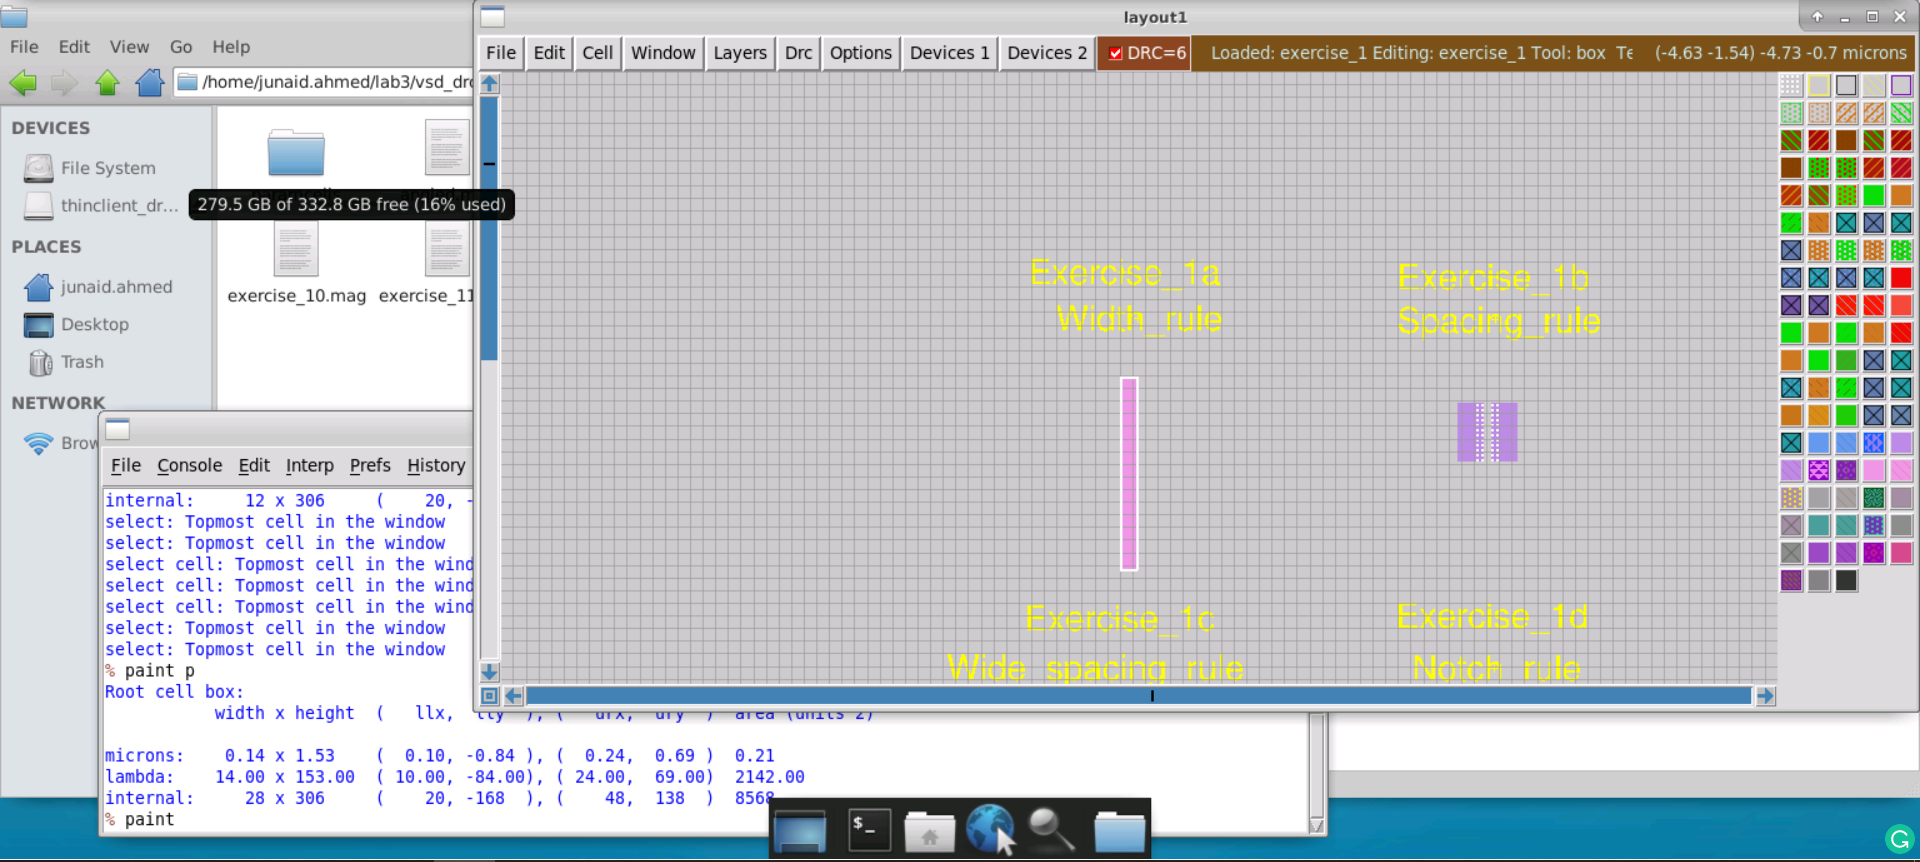 File Edit View Go Help
/home/junaid.ahmed/lab3/vsd_drc
DEVICES
File System
thinclient_dr...
279.5 GB of 332.8 GB free (16% used)
PLACES
junaid.ahmed
Desktop
Trash
NETWORK
Brow
exercise_10.mag exercise_11
layout1
File Edit Cell Window Layers Drc Options Devices 1 Devices 2 DRC=6 Loaded: exercise_1 Editing: exercise_1 Tool: box Te (-4.63 -1.54) -4.73 -0.7 microns
Exercise_1a
Width_rule
Exercise_1b
Spacing_rule
Exercise_1c
Wide_spacing_rule
Exercise_1d
Notch_rule
File Console Edit Interp Prefs History
internal: 12 x 306 ( 20, -
select: Topmost cell in the window
select: Topmost cell in the window
select cell: Topmost cell in the wind
select cell: Topmost cell in the wind
select cell: Topmost cell in the wind
select: Topmost cell in the window
select: Topmost cell in the window
% paint p
Root cell box:
width x height ( llx, lly ), ( urx, ury ) area (units^2)
microns: 0.14 x 1.53 ( 0.10, -0.84 ), ( 0.24, 0.69 ) 0.21
lambda: 14.00 x 153.00 ( 10.00, -84.00), ( 24.00, 69.00) 2142.00
internal: 28 x 306 ( 20, -168 ), ( 48, 138 ) 8568
% paint
$_
G